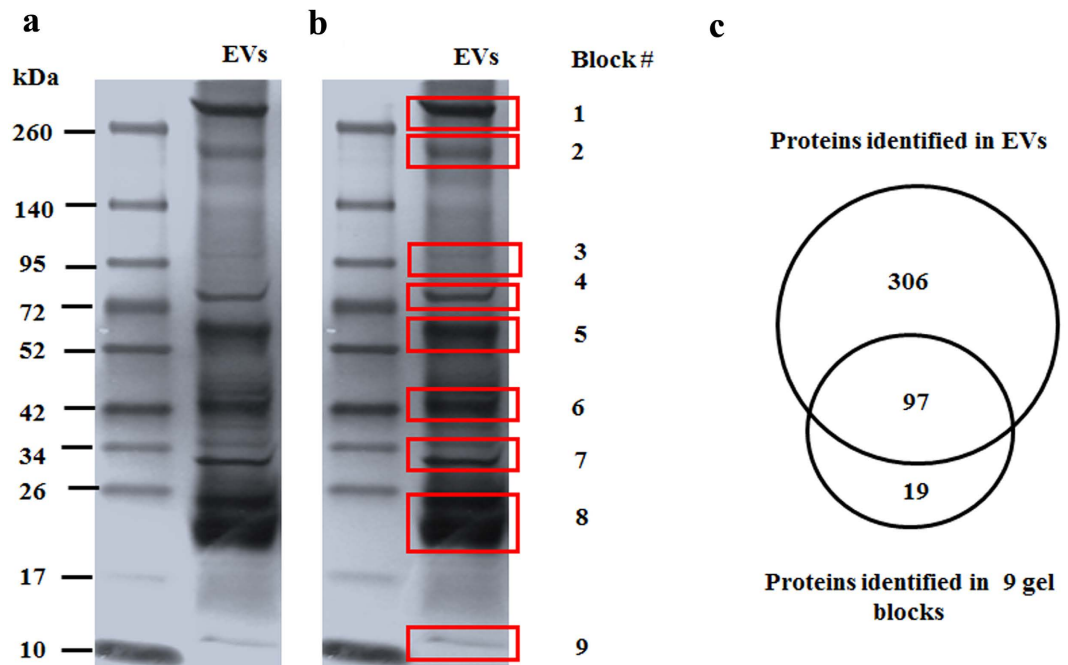 a
b
c
EVs
EVs
Block #
kDa
260
140
95
72
52
42
34
26
17
10
1
2
3
4
5
6
7
8
9
Proteins identified in EVs
306
97
19
Proteins identified in 9 gel
blocks